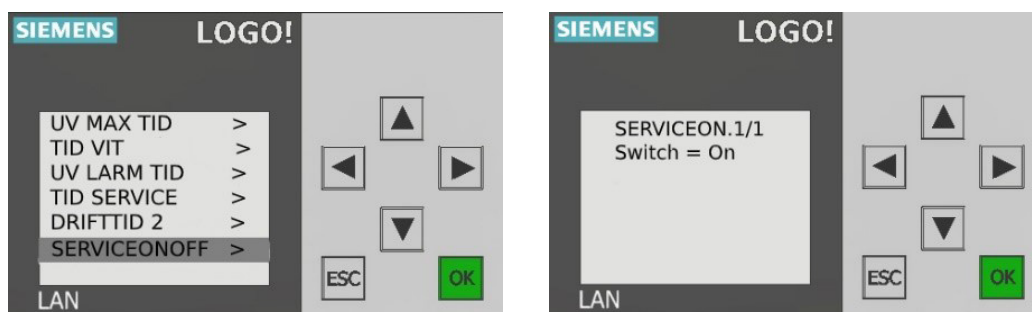 SIEMENS LOGO!
UV MAX TID >
TID VIT >
UV LARM TID >
TID SERVICE >
DRIFTTID 2 >
SERVICEONOFF >
ESC OK
LAN
SIEMENS LOGO!
SERVICEON.1/1
Switch = On
ESC OK
LAN